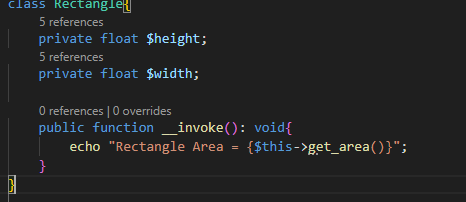 class Rectangle{
5 references
private float $height;
5 references
private float $width;
0 references | 0 overrides
public function __invoke(): void{
echo "Rectangle Area = {$this->get_area()}";
}
}